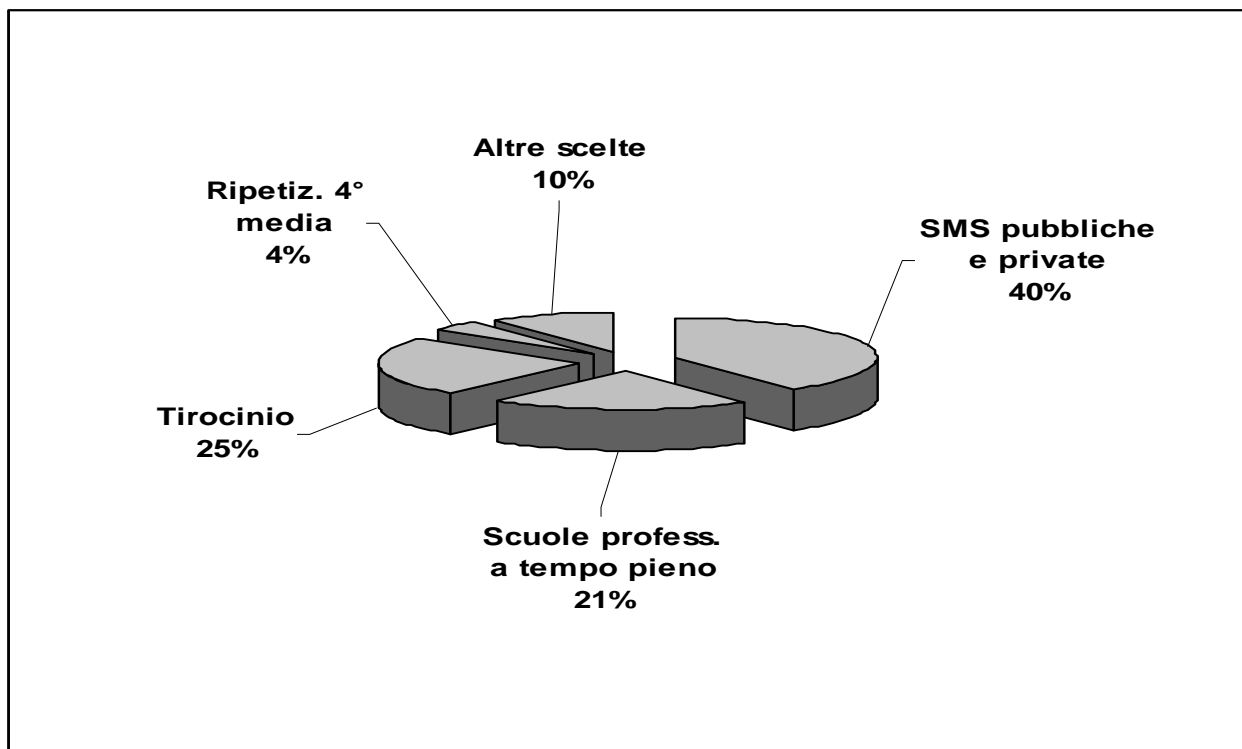 Altre scelte
10%
Ripetiz. 4°
media
4%
SMS pubbliche
e private
40%
Tirocinio
25%
Scuole profess.
a tempo pieno
21%